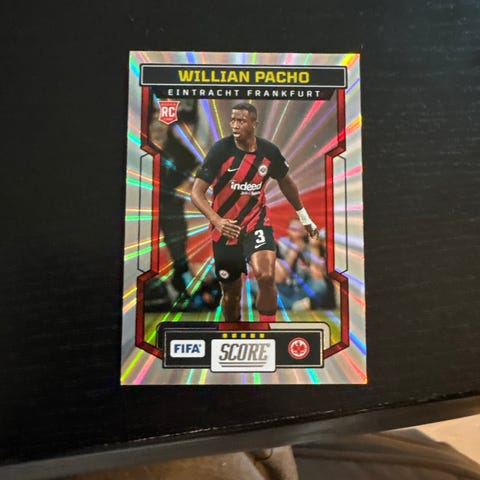 WILLIAN PACHO
EINTRACHT FRANKFURT
RC
indeed
3
FIFA
SCORE